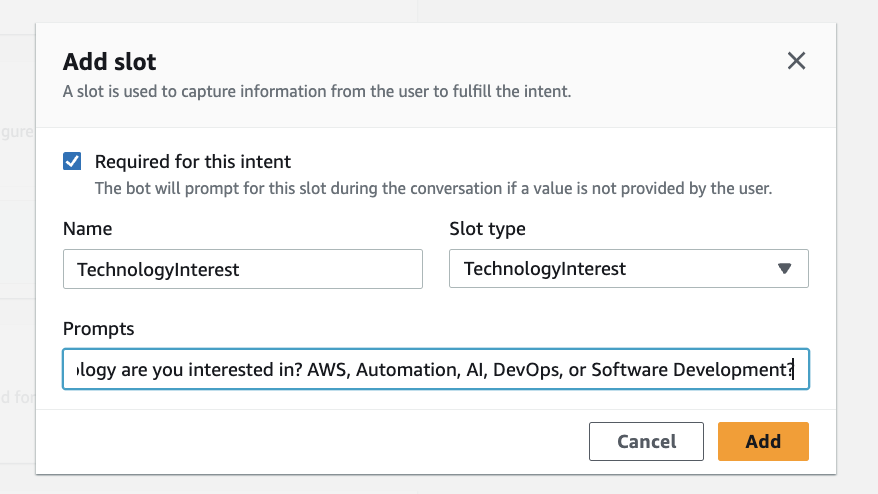 Add slot
A slot is used to capture information from the user to fulfill the intent.
Required for this intent
The bot will prompt for this slot during the conversation if a value is not provided by the user.
Name
Slot type
TechnologyInterest
TechnologyInterest
Prompts
ology are you interested in? AWS, Automation, AI, DevOps, or Software Development?
Cancel
Add